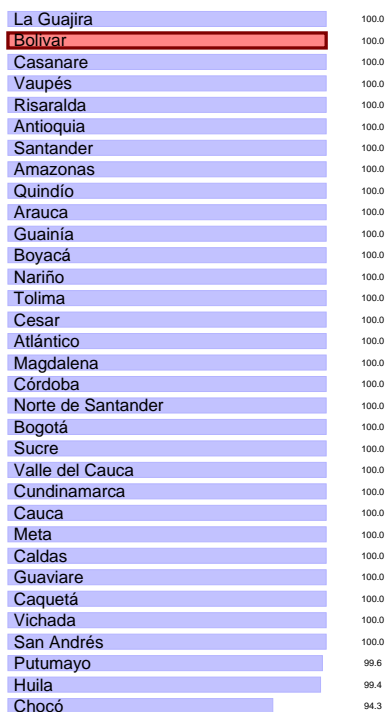 La Guajira 100.0
Bolivar 100.0
Casanare 100.0
Vaupés 100.0
Risaralda 100.0
Antioquia 100.0
Santander 100.0
Amazonas 100.0
Quindío 100.0
Arauca 100.0
Guainía 100.0
Boyacá 100.0
Nariño 100.0
Tolima 100.0
Cesar 100.0
Atlántico 100.0
Magdalena 100.0
Córdoba 100.0
Norte de Santander 100.0
Bogotá 100.0
Sucre 100.0
Valle del Cauca 100.0
Cundinamarca 100.0
Cauca 100.0
Meta 100.0
Caldas 100.0
Guaviare 100.0
Caquetá 100.0
Vichada 100.0
San Andrés 100.0
Putumayo 99.6
Huila 99.4
Chocó 94.3